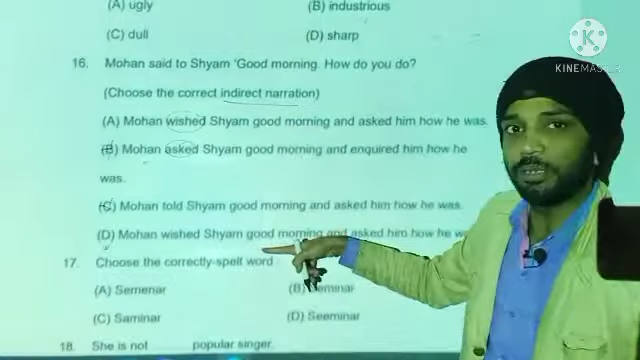 (A) ugly (B) industrious
(C) dull (D) sharp
16. Mohan said to Shyam 'Good morning. How do you do?
(Choose the correct indirect narration)
(A) Mohan wished Shyam good morning and asked him how he was.
(B) Mohan asked Shyam good morning and enquired him how he
was.
(C) Mohan told Shyam good morning and asked him how he was.
(D) Mohan wished Shyam good morning and asked him how he
17. Choose the correctly-spelt word
(A) Semenar (B) Seminar
(C) Saminar (D) Seeminar
18. She is not popular singer.
KINEMASTER